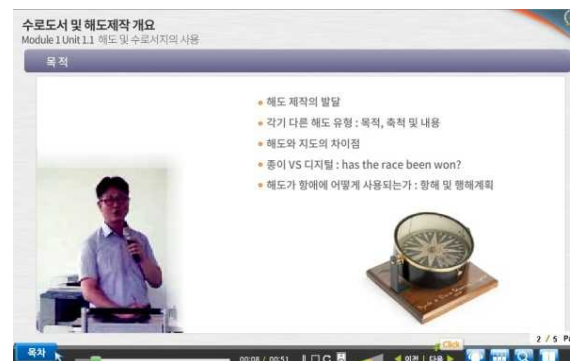 수로도서 및 해도제작 개요
Module 1 Unit 1.1 해도 및 수로서지의 사용
목적
해도 제작의 발달
각기 다른 해도 유형 : 목적, 축척 및 내용
해도와 지도의 차이점
종이 VS 디지털 : has the race been won?
해도가 항애에 어떻게 사용되는가 : 항해 및 행해계획
2 / 5
Click
목차
00:08 / 00:51
이전 | 다음